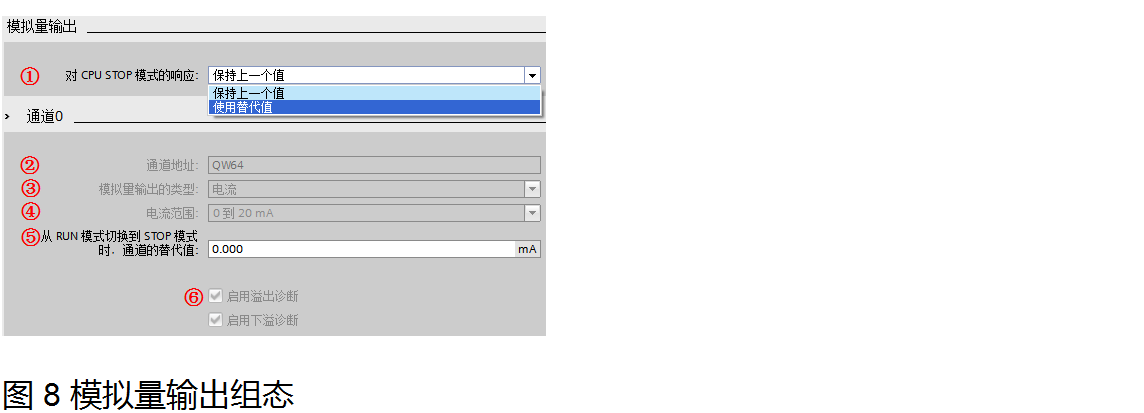 模拟量输出
① 对 CPU STOP 模式的响应: 保持上一个值
保持上一个值
使用替代值
通道0
② 通道地址: QW64
③ 模拟量输出的类型: 电流
④ 电流范围: 0 到 20 mA
⑤ 从 RUN 模式切换到 STOP 模式
时，通道的替代值: 0.000 mA
⑥ 启用溢出诊断
启用下溢诊断
图 8 模拟量输出组态